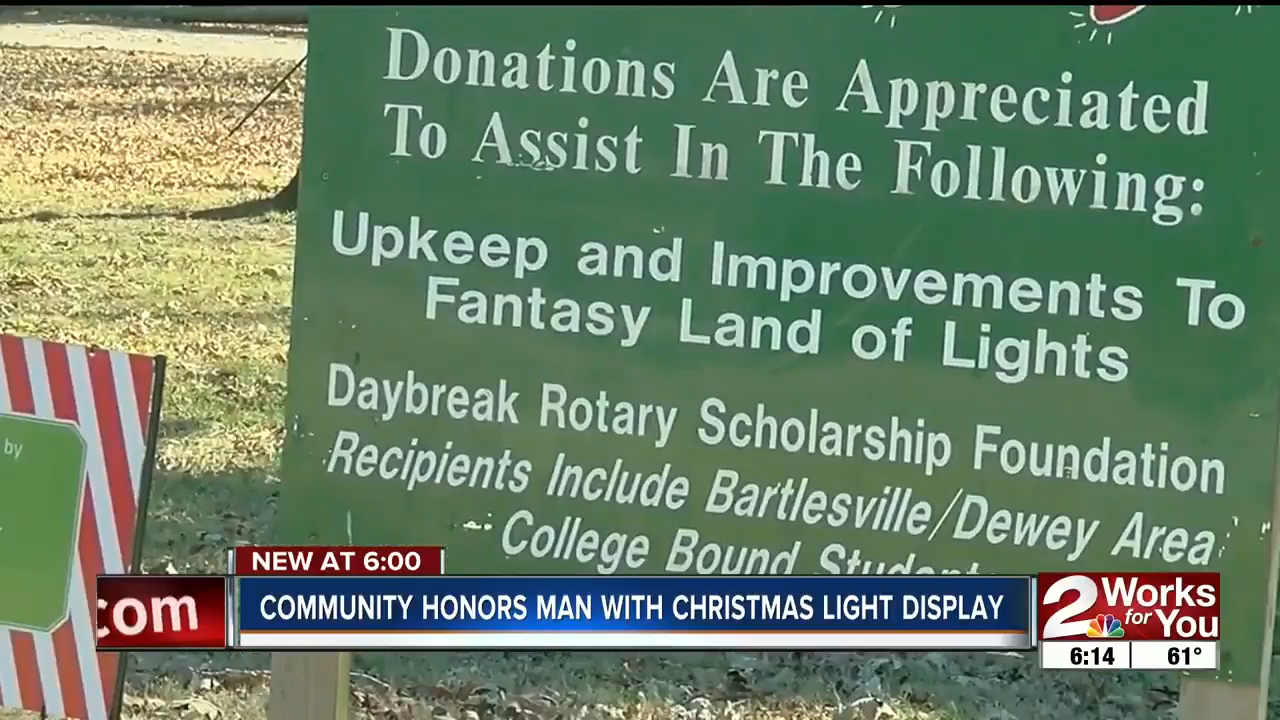 Donations Are Appreciated
To Assist In The Following:
Upkeep and Improvements To
Fantasy Land of Lights
Daybreak Rotary Scholarship Foundation
Recipients Include Bartlesville/Dewey Area
College Bound
by
NEW AT 6:00
.com
COMMUNITY HONORS MAN WITH CHRISTMAS LIGHT DISPLAY
2 Works
for You
6:14
61°